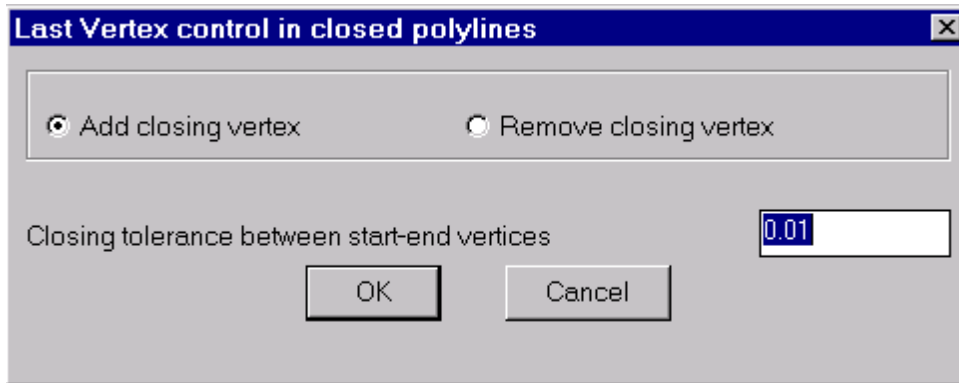 Last Vertex control in closed polylines
Add closing vertex Remove closing vertex
Closing tolerance between start-end vertices 0.01
OK Cancel